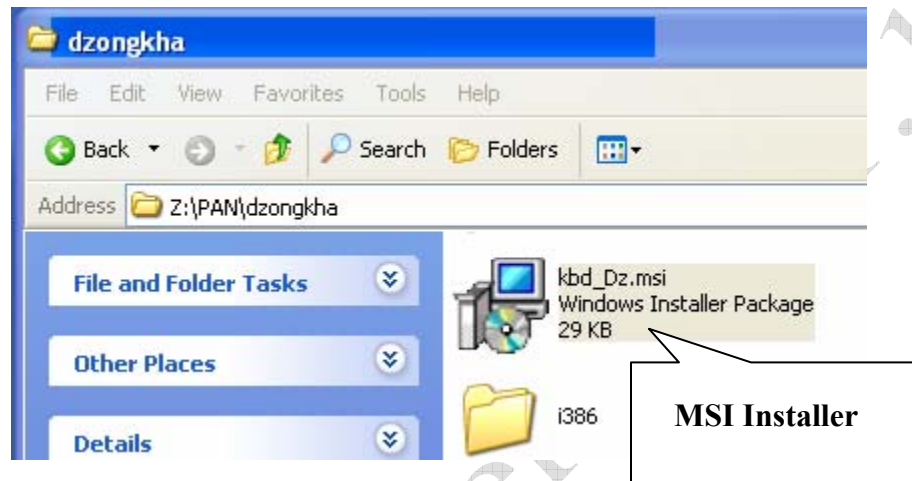 dzongkha
File Edit View Favorites Tools Help
Back Search Folders
Address Z:\PAN\dzongkha
File and Folder Tasks
Other Places
Details
kbd_Dz.msi
Windows Installer Package
29 KB
i386
MSI Installer